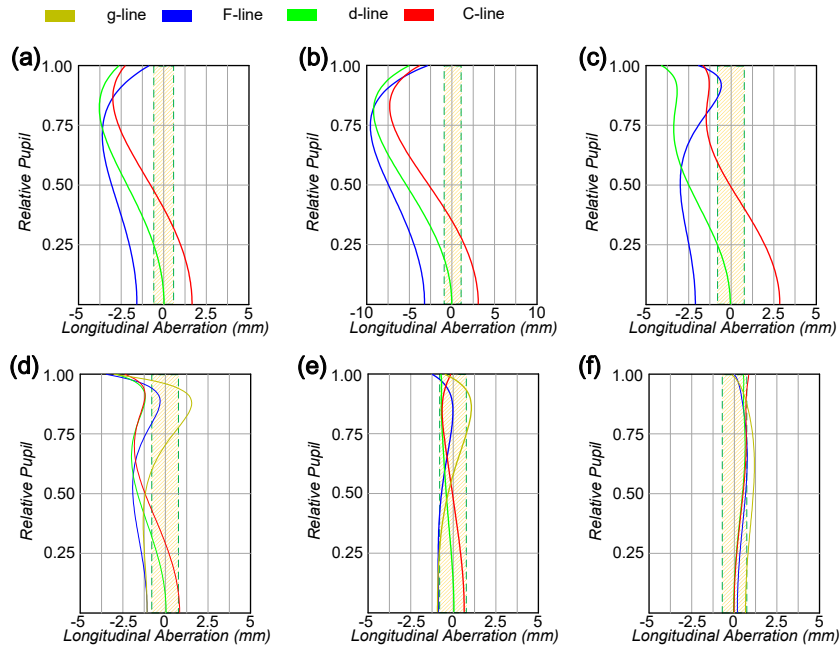 g-line F-line d-line C-line
(a) (b) (c)
1.00 1.00 1.00
0.75 0.75 0.75
0.50 0.50 0.50
0.25 0.25 0.25
Relative Pupil Relative Pupil Relative Pupil
-5 -2.5 0 2.5 5 -10 -5 0 5 10 -5 -2.5 0 2.5 5
Longitudinal Aberration (mm) Longitudinal Aberration (mm) Longitudinal Aberration (mm)
(d) (e) (f)
1.00 1.00 1.00
0.75 0.75 0.75
0.50 0.50 0.50
0.25 0.25 0.25
Relative Pupil Relative Pupil Relative Pupil
-5 -2.5 0 2.5 5 -5 -2.5 0 2.5 5 -5 -2.5 0 2.5 5
Longitudinal Aberration (mm) Longitudinal Aberration (mm) Longitudinal Aberration (mm)